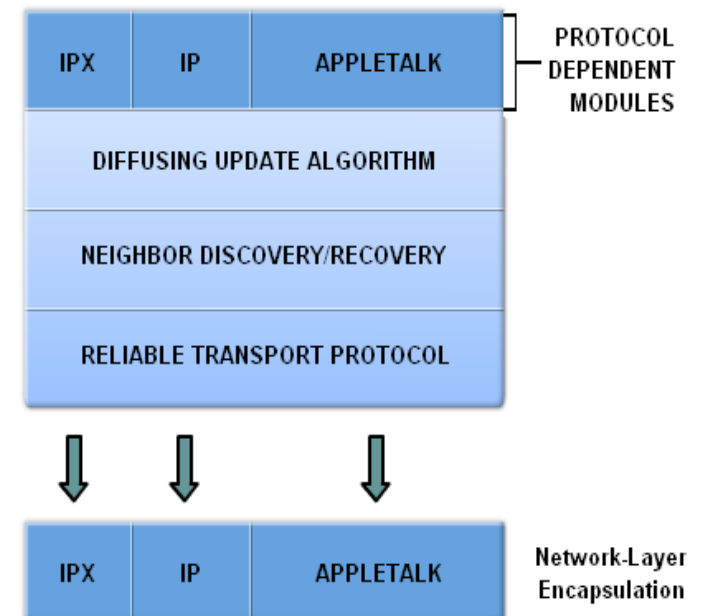 IPX IP APPLETALK
PROTOCOL
DEPENDENT
MODULES
DIFFUSING UPDATE ALGORITHM
NEIGHBOR DISCOVERY/RECOVERY
RELIABLE TRANSPORT PROTOCOL
IPX IP APPLETALK
Network-Layer
Encapsulation